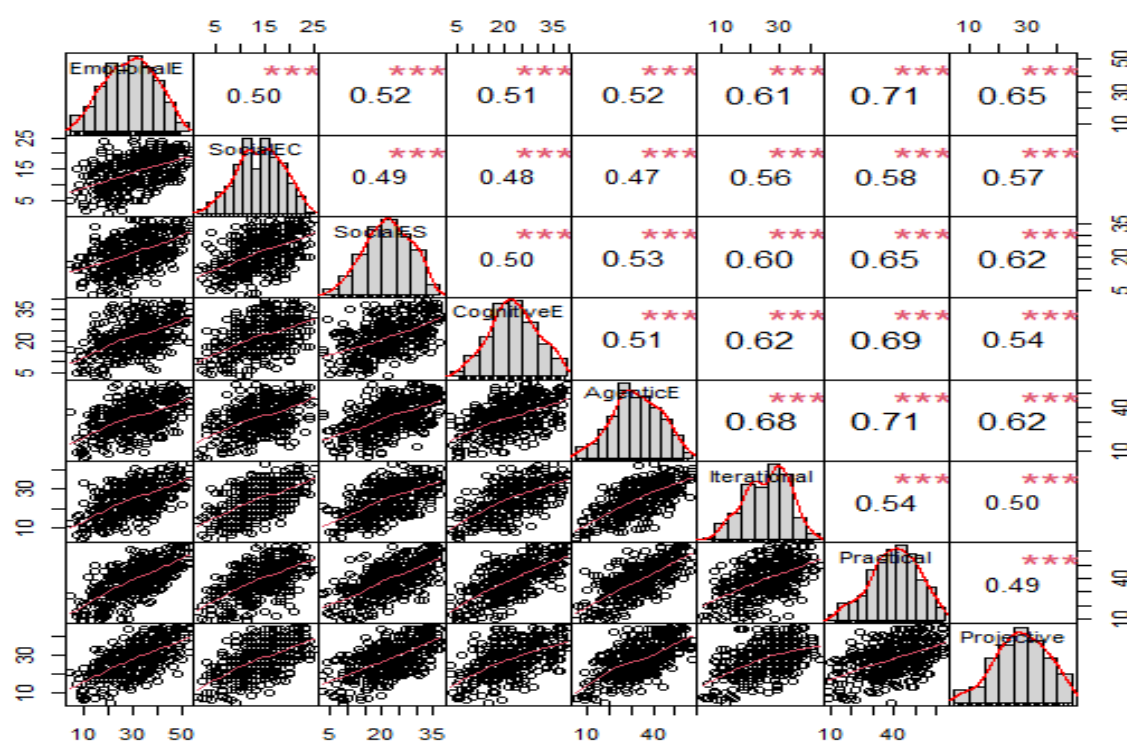 5 15 25 5 20 35 10 30 10 30
EmotionalE *** *** *** *** *** *** ***
0.50 0.52 0.51 0.52 0.61 0.71 0.65
10 30 50
5 15 25
SocialEC *** *** *** *** *** ***
0.49 0.48 0.47 0.56 0.58 0.57
SocialES *** *** *** *** ***
0.50 0.53 0.60 0.65 0.62
5 20 35
5 20 35
CognitiveE *** *** *** ***
0.51 0.62 0.69 0.54
AgenticE *** *** ***
0.68 0.71 0.62
10 40
10 30
Iterational *** ***
0.54 0.50
Practical ***
0.49
40
10 30
Projective
10 30 50 5 20 35 10 40 10 40